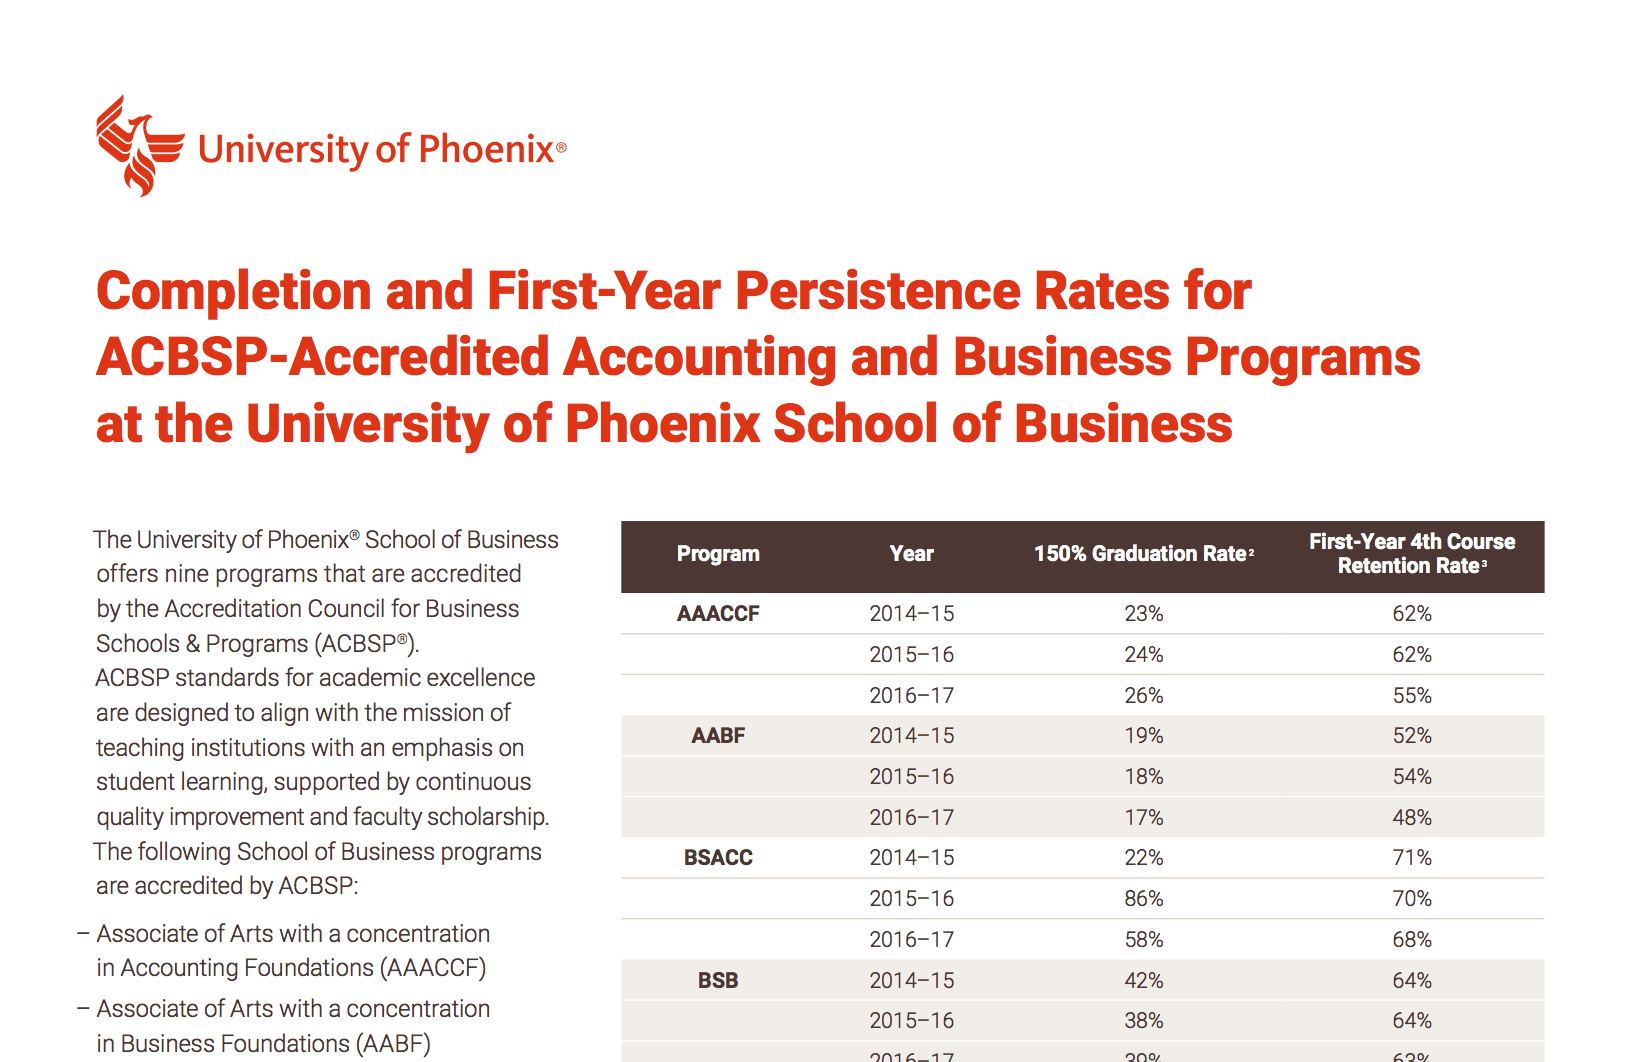 University of Phoenix®
Completion and First-Year Persistence Rates for
ACBSP-Accredited Accounting and Business Programs
at the University of Phoenix School of Business
The University of Phoenix® School of Business
offers nine programs that are accredited
by the Accreditation Council for Business
Schools & Programs (ACBSP®).
ACBSP standards for academic excellence
are designed to align with the mission of
teaching institutions with an emphasis on
student learning, supported by continuous
quality improvement and faculty scholarship.
The following School of Business programs
are accredited by ACBSP:
– Associate of Arts with a concentration
in Accounting Foundations (AAACCF)
– Associate of Arts with a concentration
in Business Foundations (AABF)
Program Year 150% Graduation Rate² First-Year 4th Course
Retention Rate³
AAACCF 2014–15 23% 62%
2015–16 24% 62%
2016–17 26% 55%
AABF 2014–15 19% 52%
2015–16 18% 54%
2016–17 17% 48%
BSACC 2014–15 22% 71%
2015–16 86% 70%
2016–17 58% 68%
BSB 2014–15 42% 64%
2015–16 38% 64%
2016–17 39% 63%